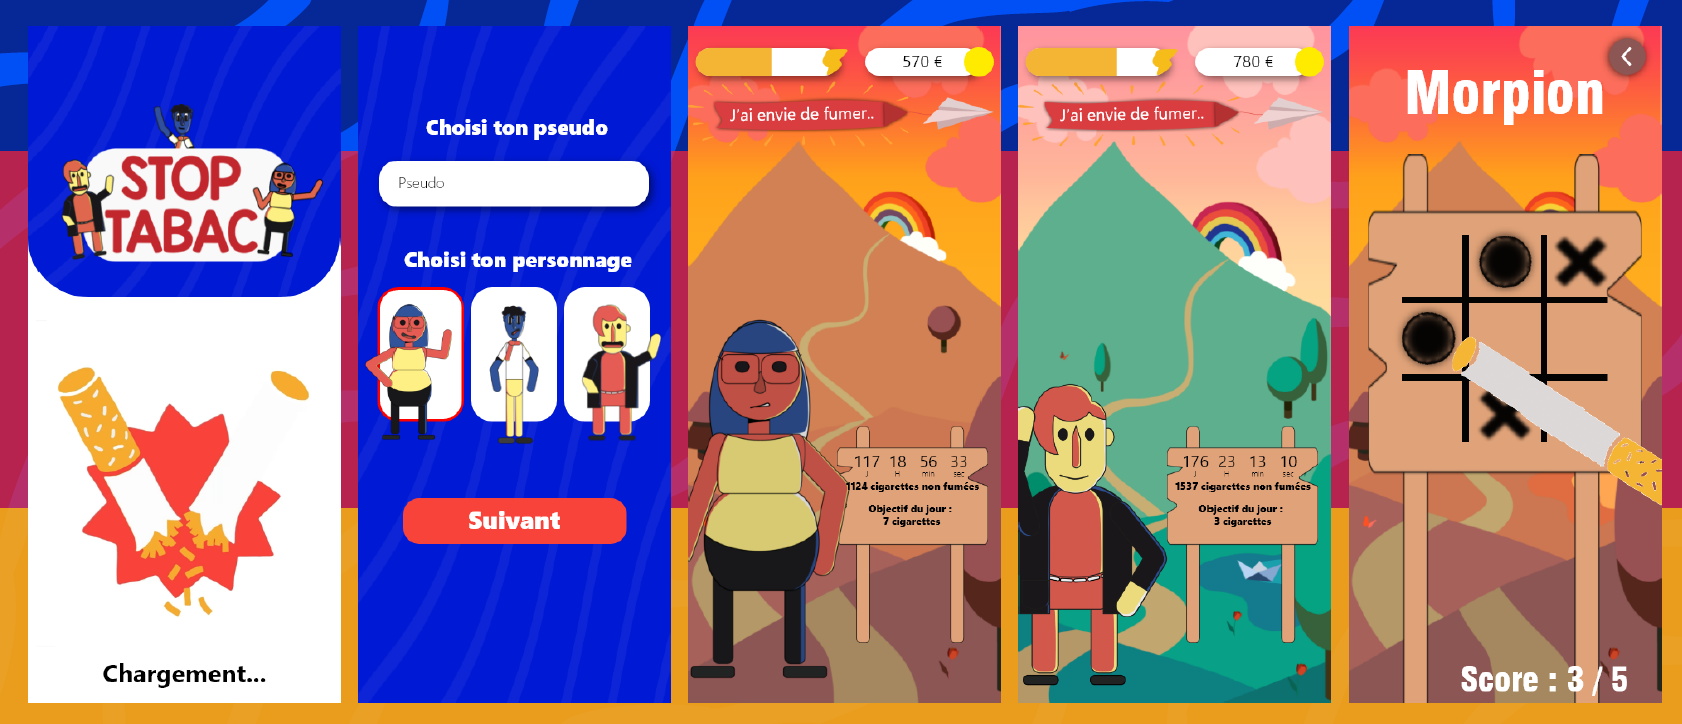 STOP
TABAC
Chargement...
Choisi ton pseudo
Pseudo
Choisi ton personnage
Suivant
570 €
J'ai envie de fumer..
117 18 56 33
J H min sec
1124 cigarettes non fumées
Objectif du jour :
7 cigarettes
780 €
J'ai envie de fumer..
176 23 13 10
J H min sec
1537 cigarettes non fumées
Objectif du jour :
3 cigarettes
Morpion
Score : 3 / 5